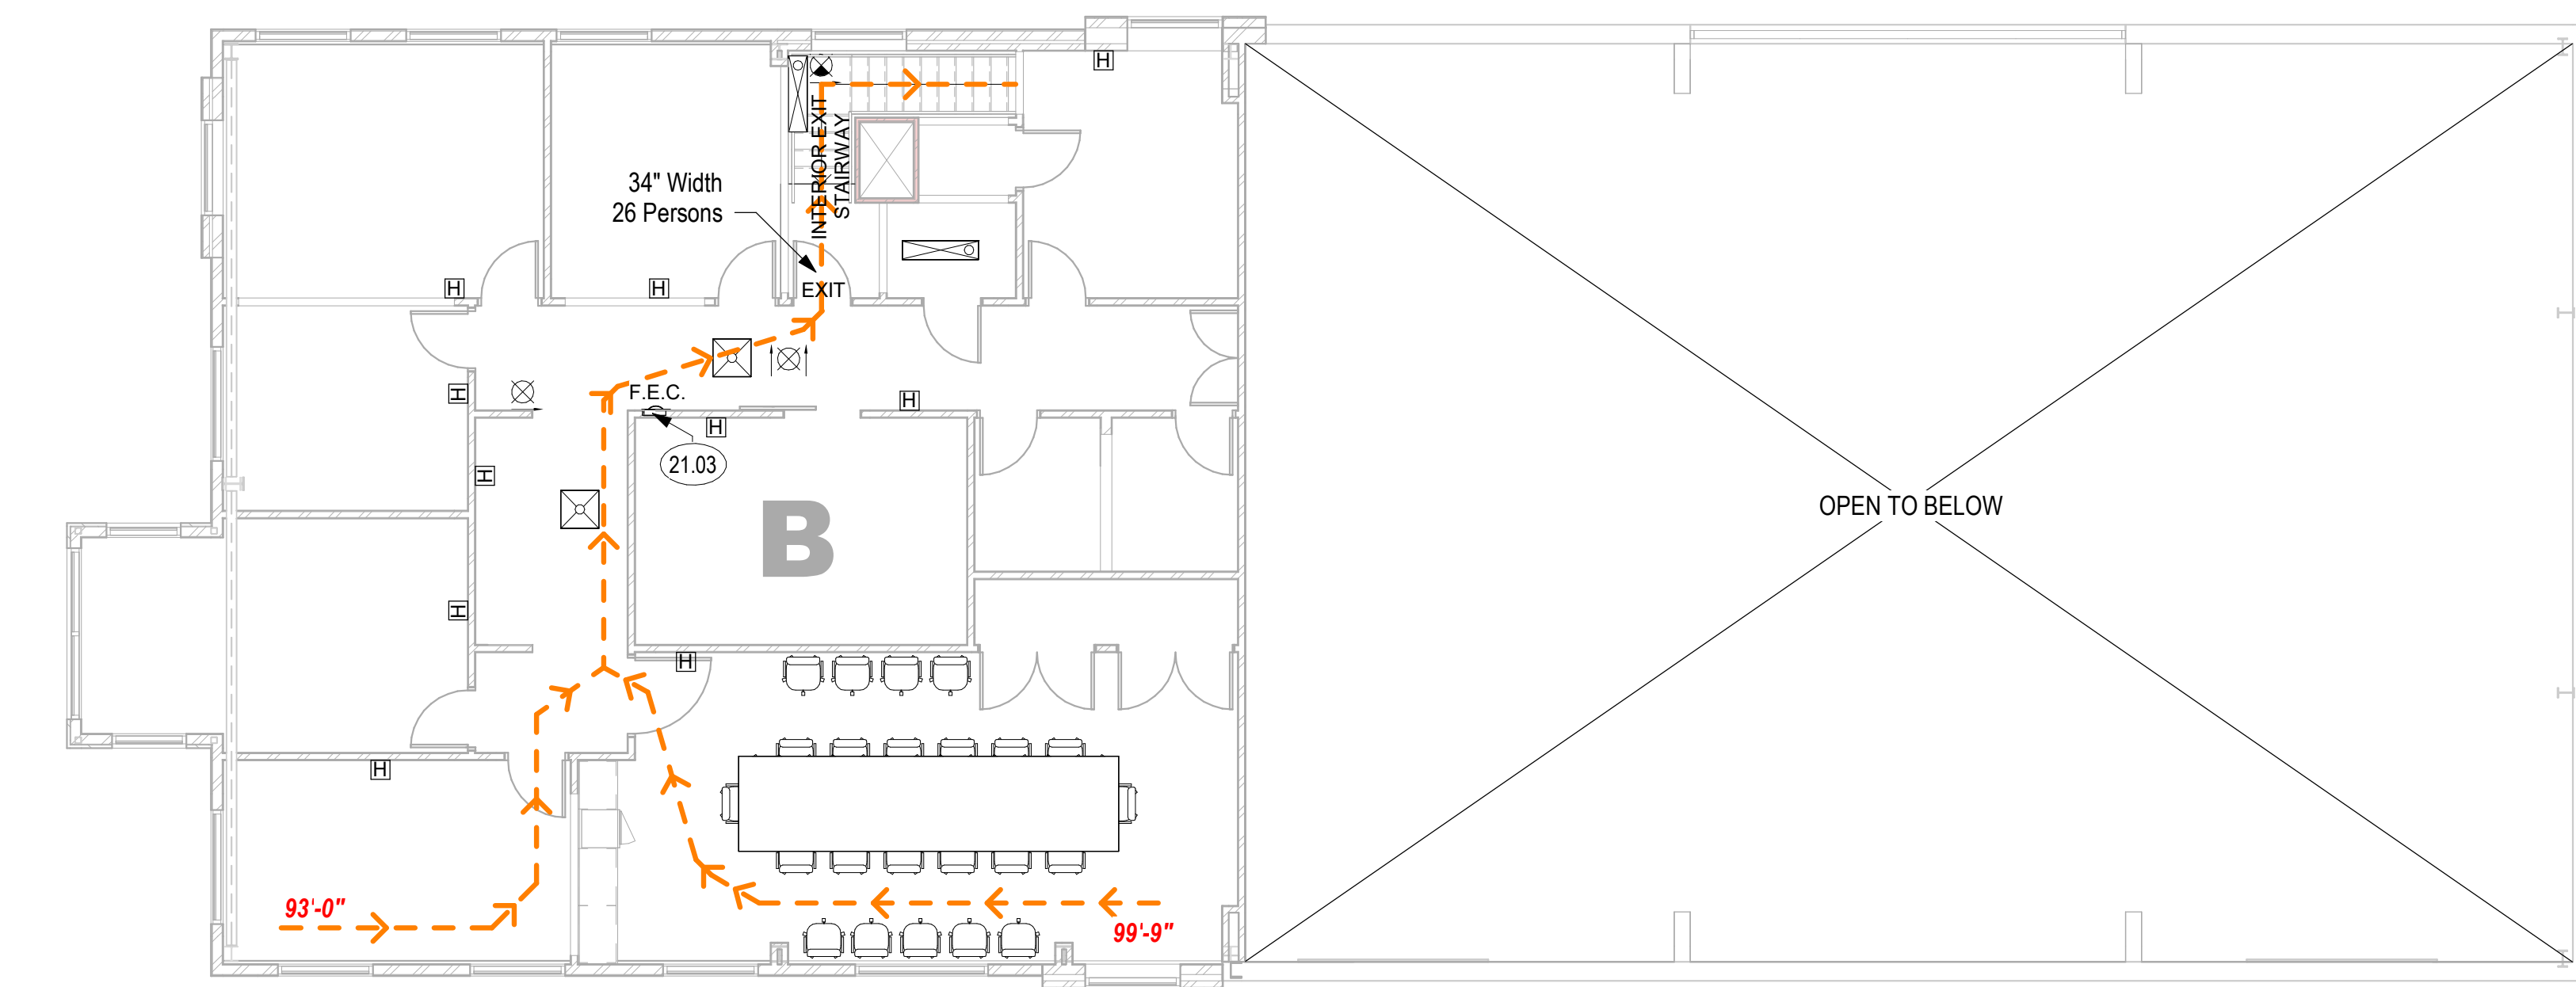 H
INTERIOR EXIT
STAIRWAY
34" Width
26 Persons
H
H
EXIT
H
F.E.C.
H
H
21.03
H
B
OPEN TO BELOW
H
H
H
93'-0"
99'-9"